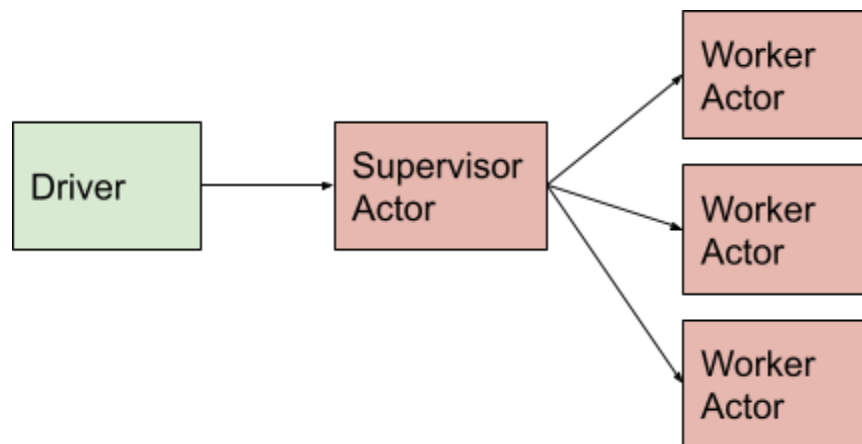 Driver
Supervisor
Actor
Worker
Actor
Worker
Actor
Worker
Actor